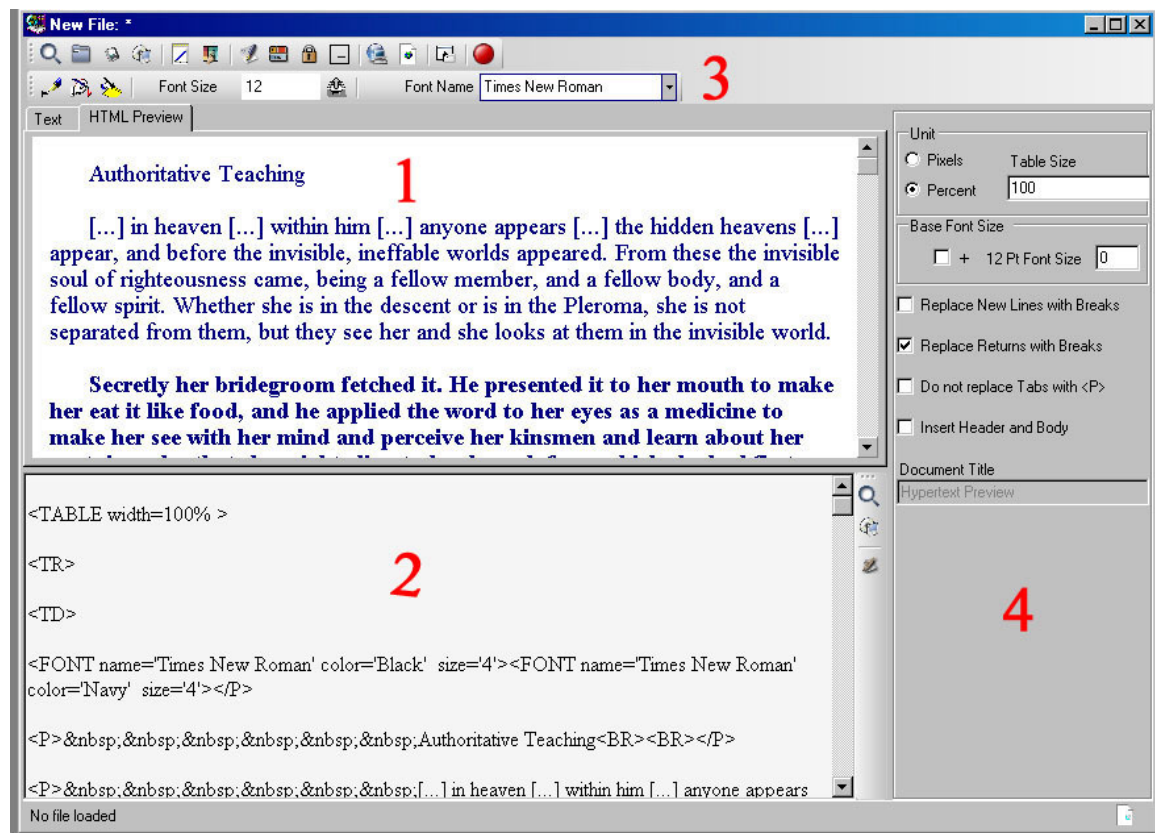 New File: *
Font Size 12 Font Name Times New Roman
3
Text HTML Preview
Authoritative Teaching
1
[...] in heaven [...] within him [...] anyone appears [...] the hidden heavens [...]
appear, and before the invisible, ineffable worlds appeared. From these the invisible
soul of righteousness came, being a fellow member, and a fellow body, and a
fellow spirit. Whether she is in the descent or is in the Pleroma, she is not
separated from them, but they see her and she looks at them in the invisible world.
Secretly her bridegroom fetched it. He presented it to her mouth to make
her eat it like food, and he applied the word to her eyes as a medicine to
make her see with her mind and perceive her kinsmen and learn about her
<TABLE width=100% >
<TR>
2
<TD>
<FONT name='Times New Roman' color='Black' size='4'><FONT name='Times New Roman'
color='Navy' size='4'></P>
<P>&nbsp;&nbsp;&nbsp;&nbsp;&nbsp;&nbsp;Authoritative Teaching<BR><BR></P>
<P>&nbsp;&nbsp;&nbsp;&nbsp;&nbsp;&nbsp;[...] in heaven [...] within him [...] anyone appears
Unit
Pixels Table Size
Percent 100
Base Font Size
+ 12 Pt Font Size 0
Replace New Lines with Breaks
Replace Returns with Breaks
Do not replace Tabs with <P>
Insert Header and Body
Document Title
Hypertext Preview
4
No file loaded